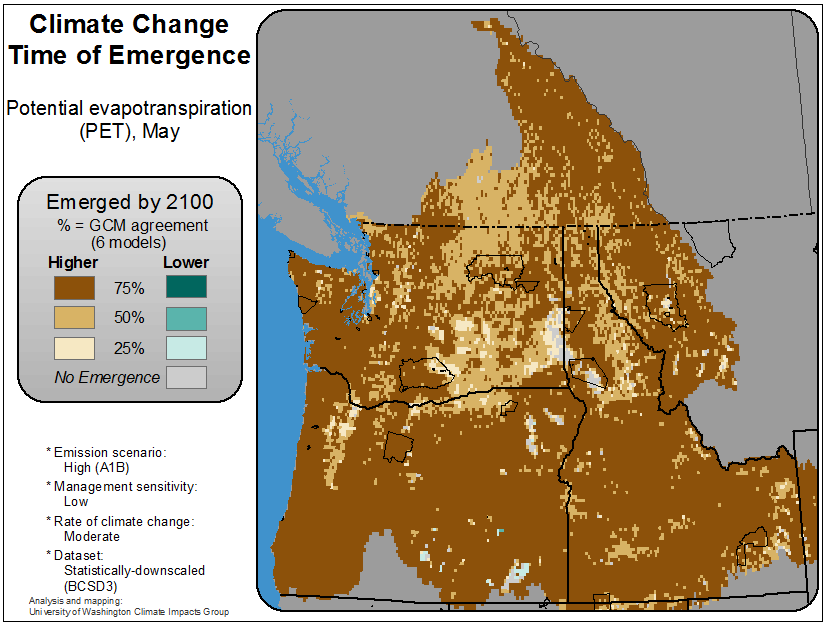 Climate Change
Time of Emergence
Potential evapotranspiration
(PET), May
Emerged by 2100
% = GCM agreement
(6 models)
Higher Lower
75%
50%
25%
No Emergence
* Emission scenario:
High (A1B)
* Management sensitivity:
Low
* Rate of climate change:
Moderate
* Dataset:
Statistically-downscaled
(BCSD3)
Analysis and mapping:
University of Washington Climate Impacts Group